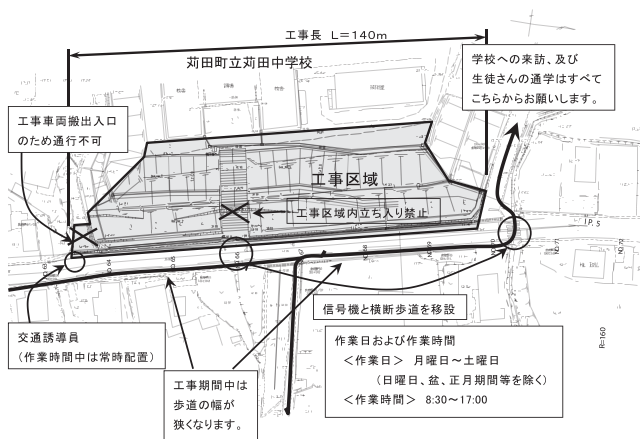 工事長 L=140m
苅田町立苅田中学校
学校への来訪、及び
生徒さんの通学はすべて
こちらからお願いします。
工事車両搬出入口
のため通行不可
工事区域
工事区域内立ち入り禁止
I P. 5
信号機と横断歩道を移設
交通誘導員
(作業時間中は常時配置)
工事期間中は
歩道の幅が
狭くなります。
作業日および作業時間
<作業日> 月曜日~土曜日
(日曜日、盆、正月期間等を除く)
<作業時間> 8:30~17:00
R=160